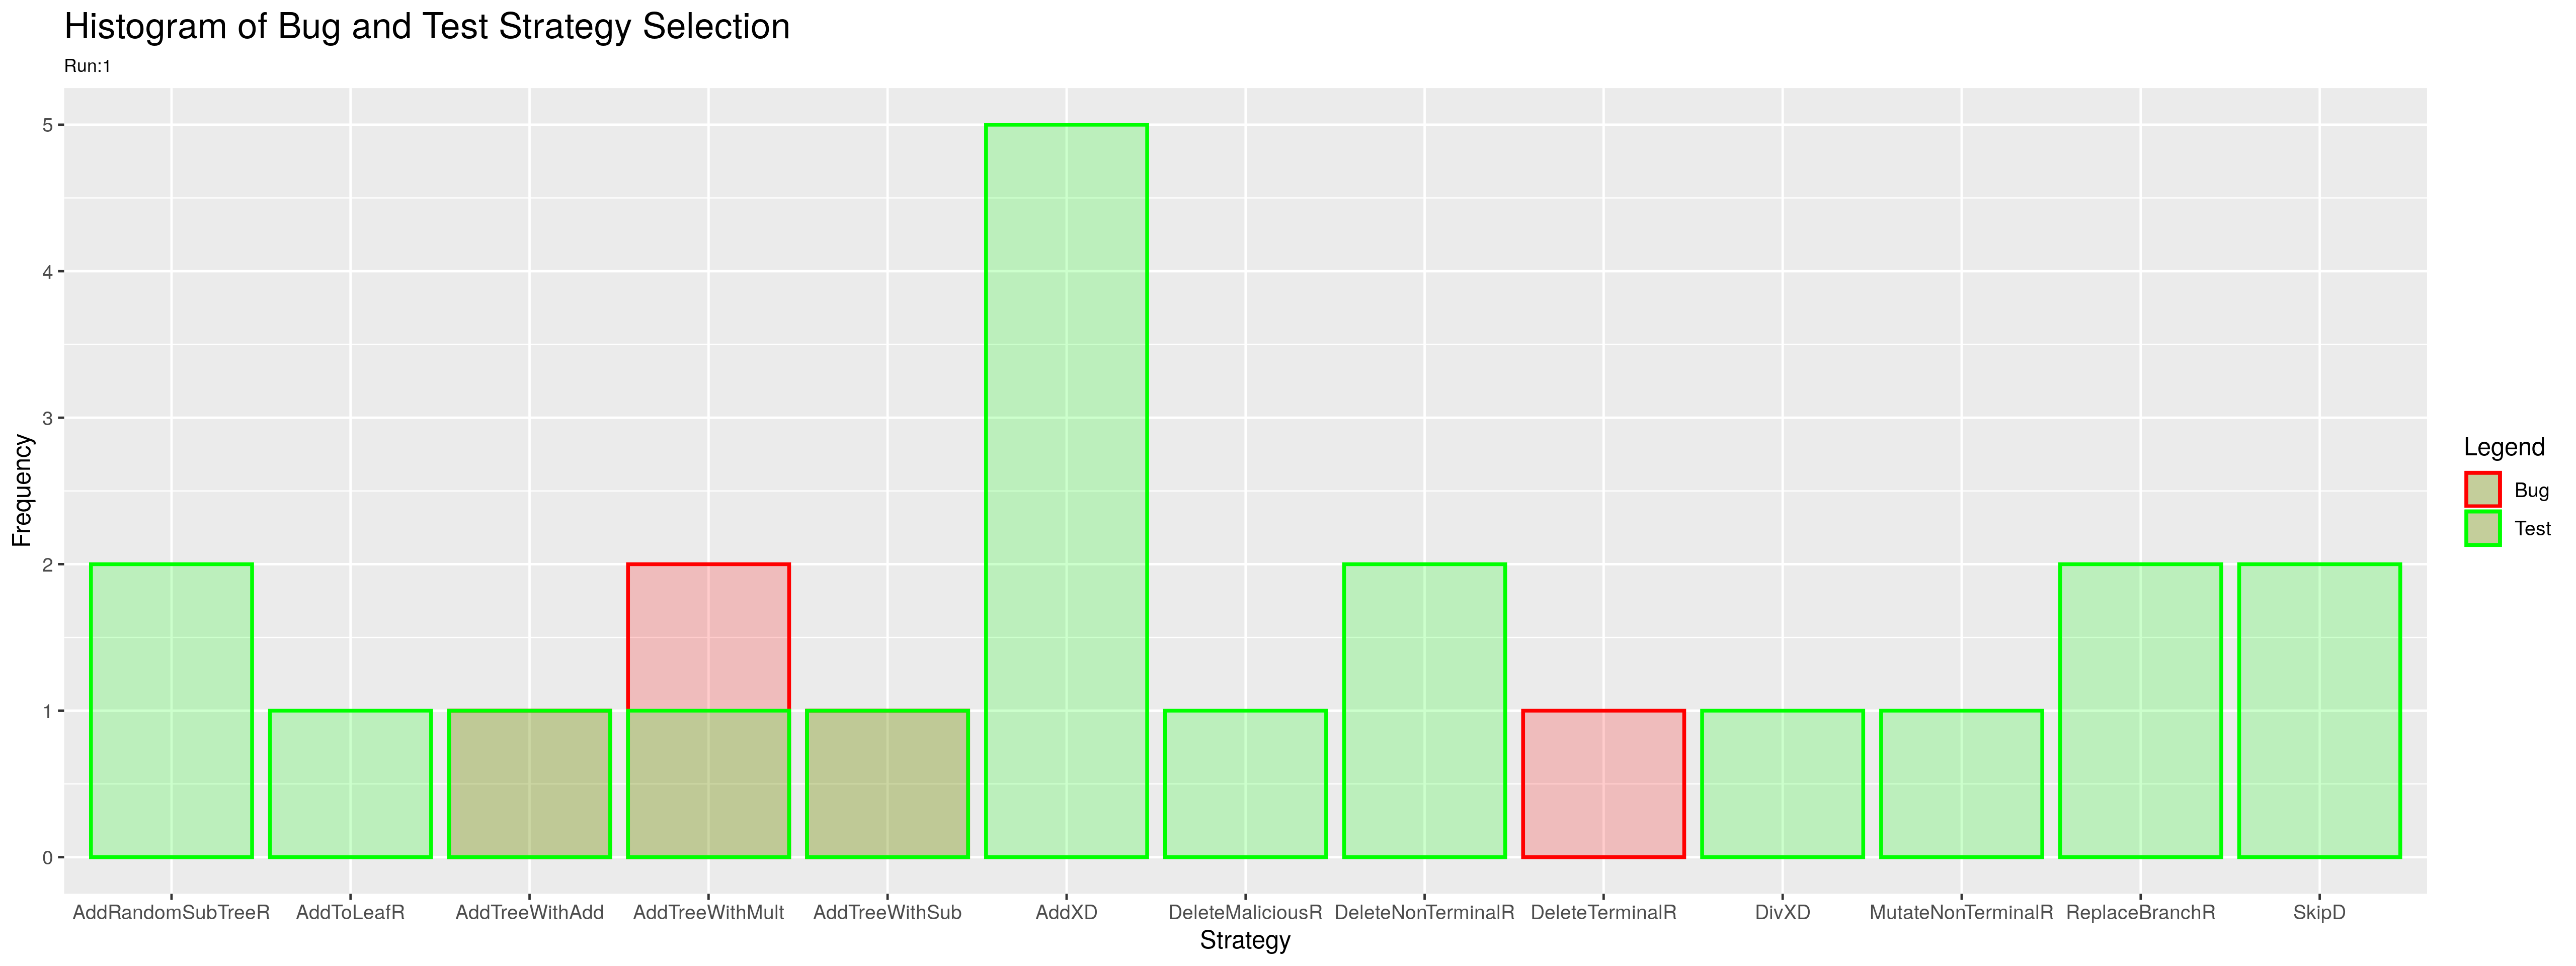 Histogram of Bug and Test Strategy Selection
Run:1
Frequency
5
4
3
2
1
0
AddRandomSubTreeR AddToLeafR AddTreeWithAdd AddTreeWithMult AddTreeWithSub AddXD DeleteMaliciousR DeleteNonTerminalR DeleteTerminalR DivXD MutateNonTerminalR ReplaceBranchR SkipD
Strategy
Legend
Bug
Test